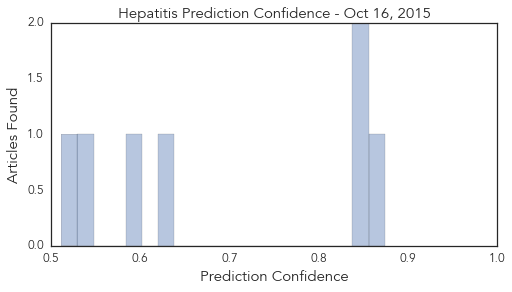 Hepatitis Prediction Confidence - Oct 16, 2015
2.0
1.5
1.0
0.5
0.0
Articles Found
0.5 0.6 0.7 0.8 0.9 1.0
Prediction Confidence